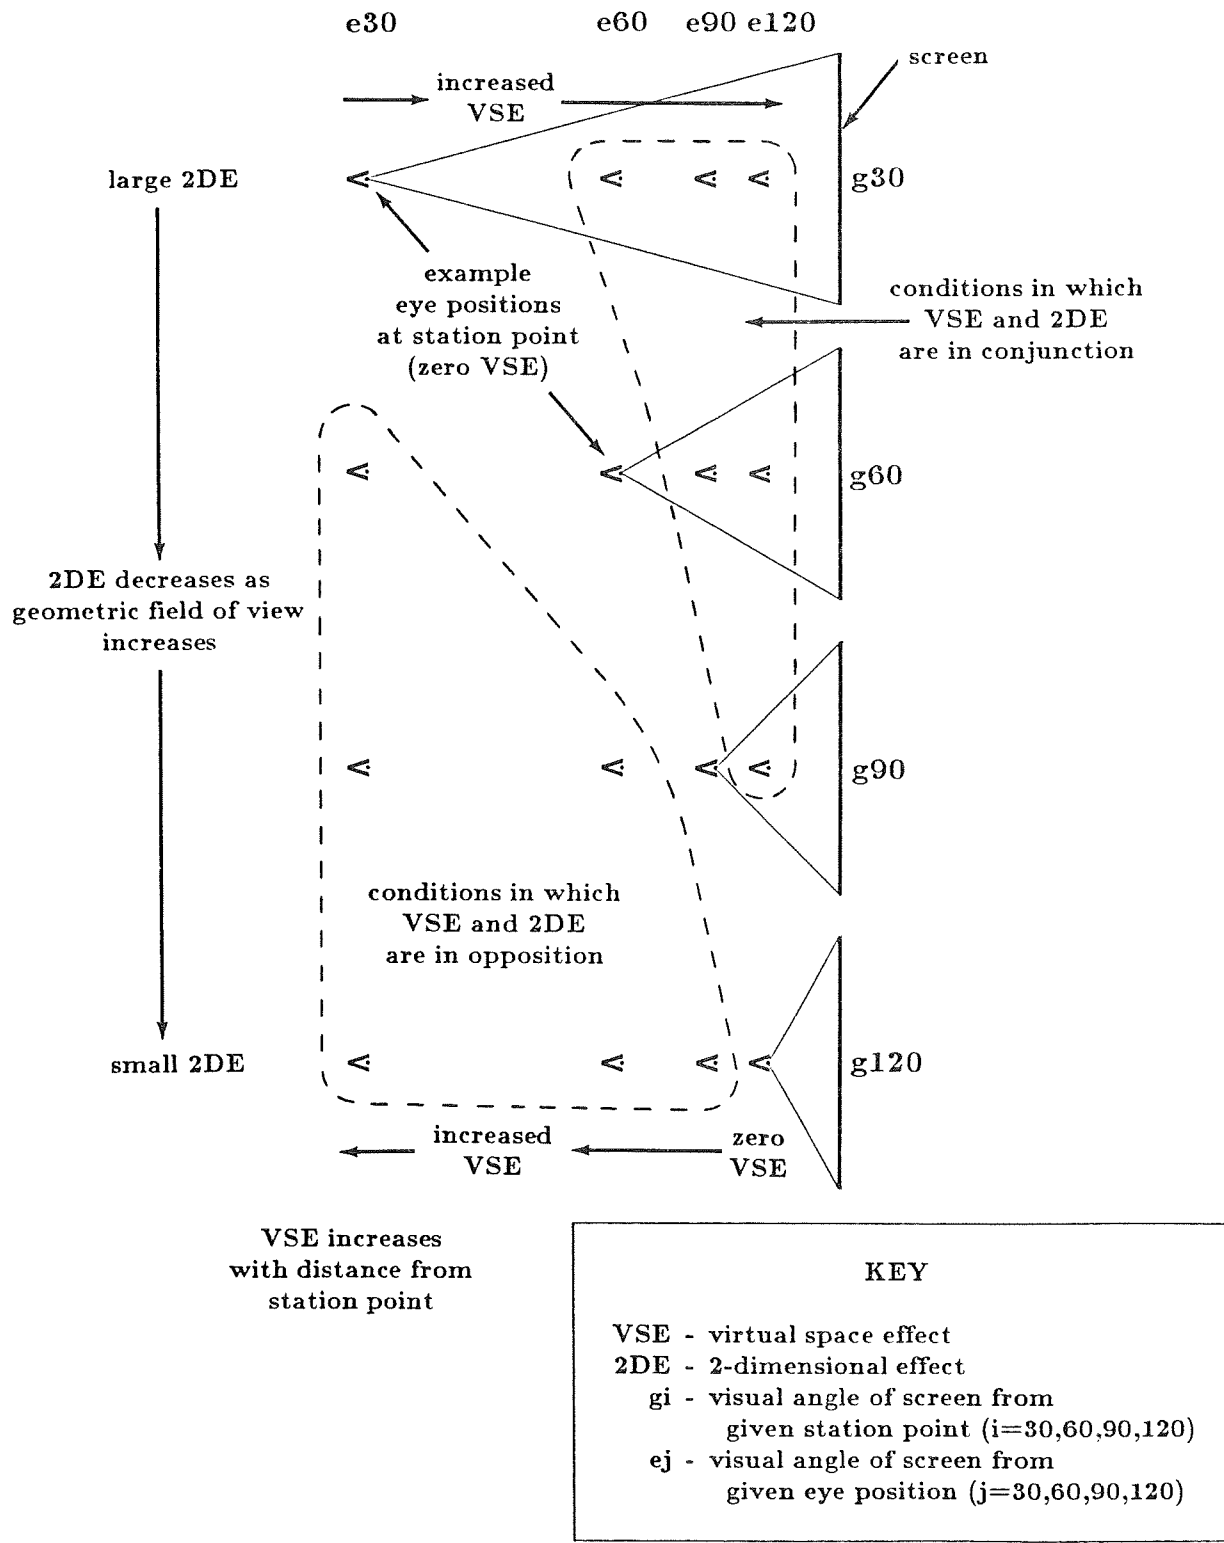 e30 e60 e90 e120
screen
increased
VSE
large 2DE
g30
example
eye positions
at station point
(zero VSE)
conditions in which
VSE and 2DE
are in conjunction
g60
2DE decreases as
geometric field of view
increases
g90
conditions in which
VSE and 2DE
are in opposition
small 2DE
g120
increased
VSE
zero
VSE
VSE increases
with distance from
station point
KEY
VSE - virtual space effect
2DE - 2-dimensional effect
gi - visual angle of screen from
given station point (i=30,60,90,120)
ej - visual angle of screen from
given eye position (j=30,60,90,120)